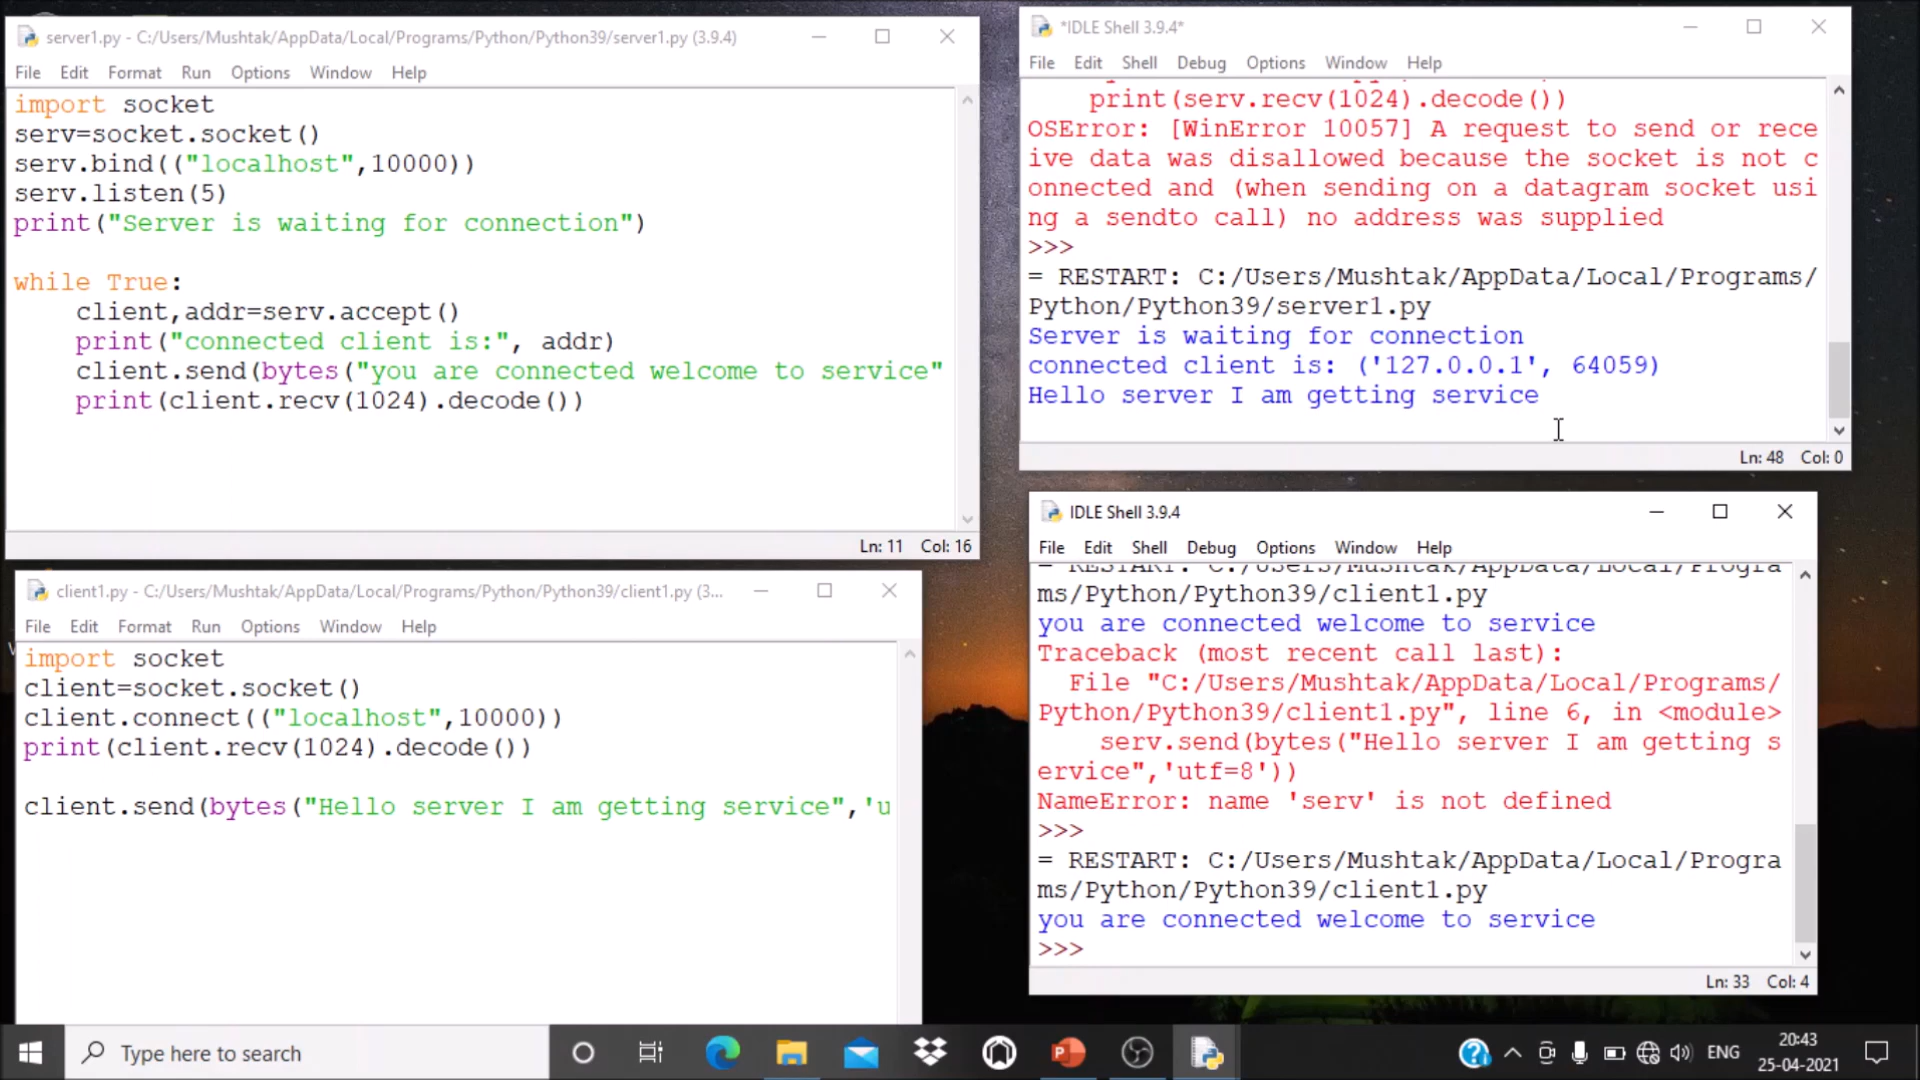 server1.py - C:/Users/Mushtak/AppData/Local/Programs/Python/Python39/server1.py (3.9.4)
File Edit Format Run Options Window Help
import socket
serv=socket.socket()
serv.bind(("localhost",10000))
serv.listen(5)
print("Server is waiting for connection")
while True:
client,addr=serv.accept()
print("connected client is:", addr)
client.send(bytes("you are connected welcome to service"
print(client.recv(1024).decode())
Ln: 11 Col: 16
client1.py - C:/Users/Mushtak/AppData/Local/Programs/Python/Python39/client1.py (3...
File Edit Format Run Options Window Help
import socket
client=socket.socket()
client.connect(("localhost",10000))
print(client.recv(1024).decode())
client.send(bytes("Hello server I am getting service",'u
*IDLE Shell 3.9.4*
File Edit Shell Debug Options Window Help
print(serv.recv(1024).decode())
OSError: [WinError 10057] A request to send or rece
ive data was disallowed because the socket is not c
onnected and (when sending on a datagram socket usi
ng a sendto call) no address was supplied
>>>
= RESTART: C:/Users/Mushtak/AppData/Local/Programs/
Python/Python39/server1.py
Server is waiting for connection
connected client is: ('127.0.0.1', 64059)
Hello server I am getting service
Ln: 48 Col: 0
IDLE Shell 3.9.4
File Edit Shell Debug Options Window Help
= RESTART: C:/Users/Mushtak/AppData/Local/Progra
ms/Python/Python39/client1.py
you are connected welcome to service
Traceback (most recent call last):
File "C:/Users/Mushtak/AppData/Local/Programs/
Python/Python39/client1.py", line 6, in <module>
serv.send(bytes("Hello server I am getting s
ervice",'utf=8'))
NameError: name 'serv' is not defined
>>>
= RESTART: C:/Users/Mushtak/AppData/Local/Progra
ms/Python/Python39/client1.py
you are connected welcome to service
>>>
Ln: 33 Col: 4
Type here to search
ENG
20:43
25-04-2021